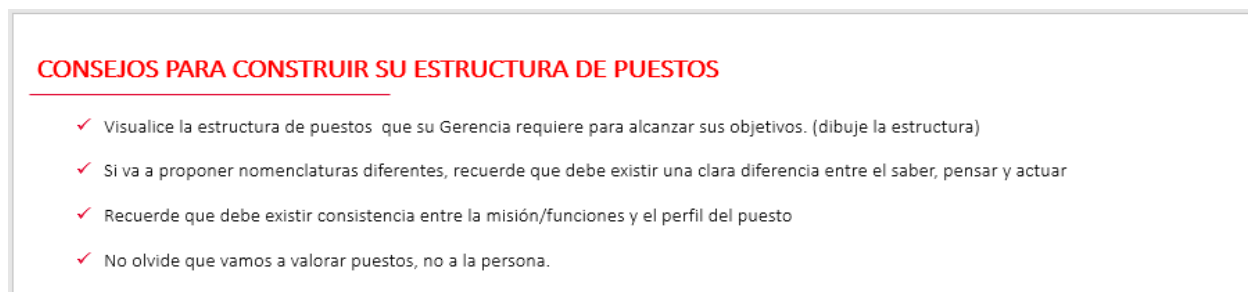 CONSEJOS PARA CONSTRUIR SU ESTRUCTURA DE PUESTOS
✓ Visualice la estructura de puestos que su Gerencia requiere para alcanzar sus objetivos. (dibuje la estructura)
✓ Si va a proponer nomenclaturas diferentes, recuerde que debe existir una clara diferencia entre el saber, pensar y actuar
✓ Recuerde que debe existir consistencia entre la misión/funciones y el perfil del puesto
✓ No olvide que vamos a valorar puestos, no a la persona.